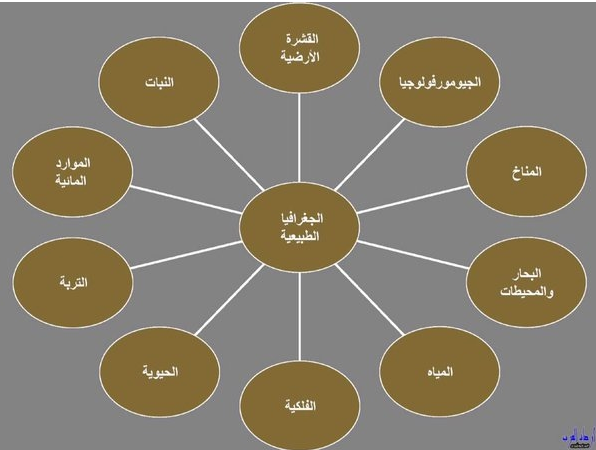 القشرة
الأرضية
الجيومورفولوجيا
النبات
المناخ
الموارد
المائية
الجغرافيا
الطبيعية
البحار
والمحيطات
التربة
المياه
الحيوية
الفلكية